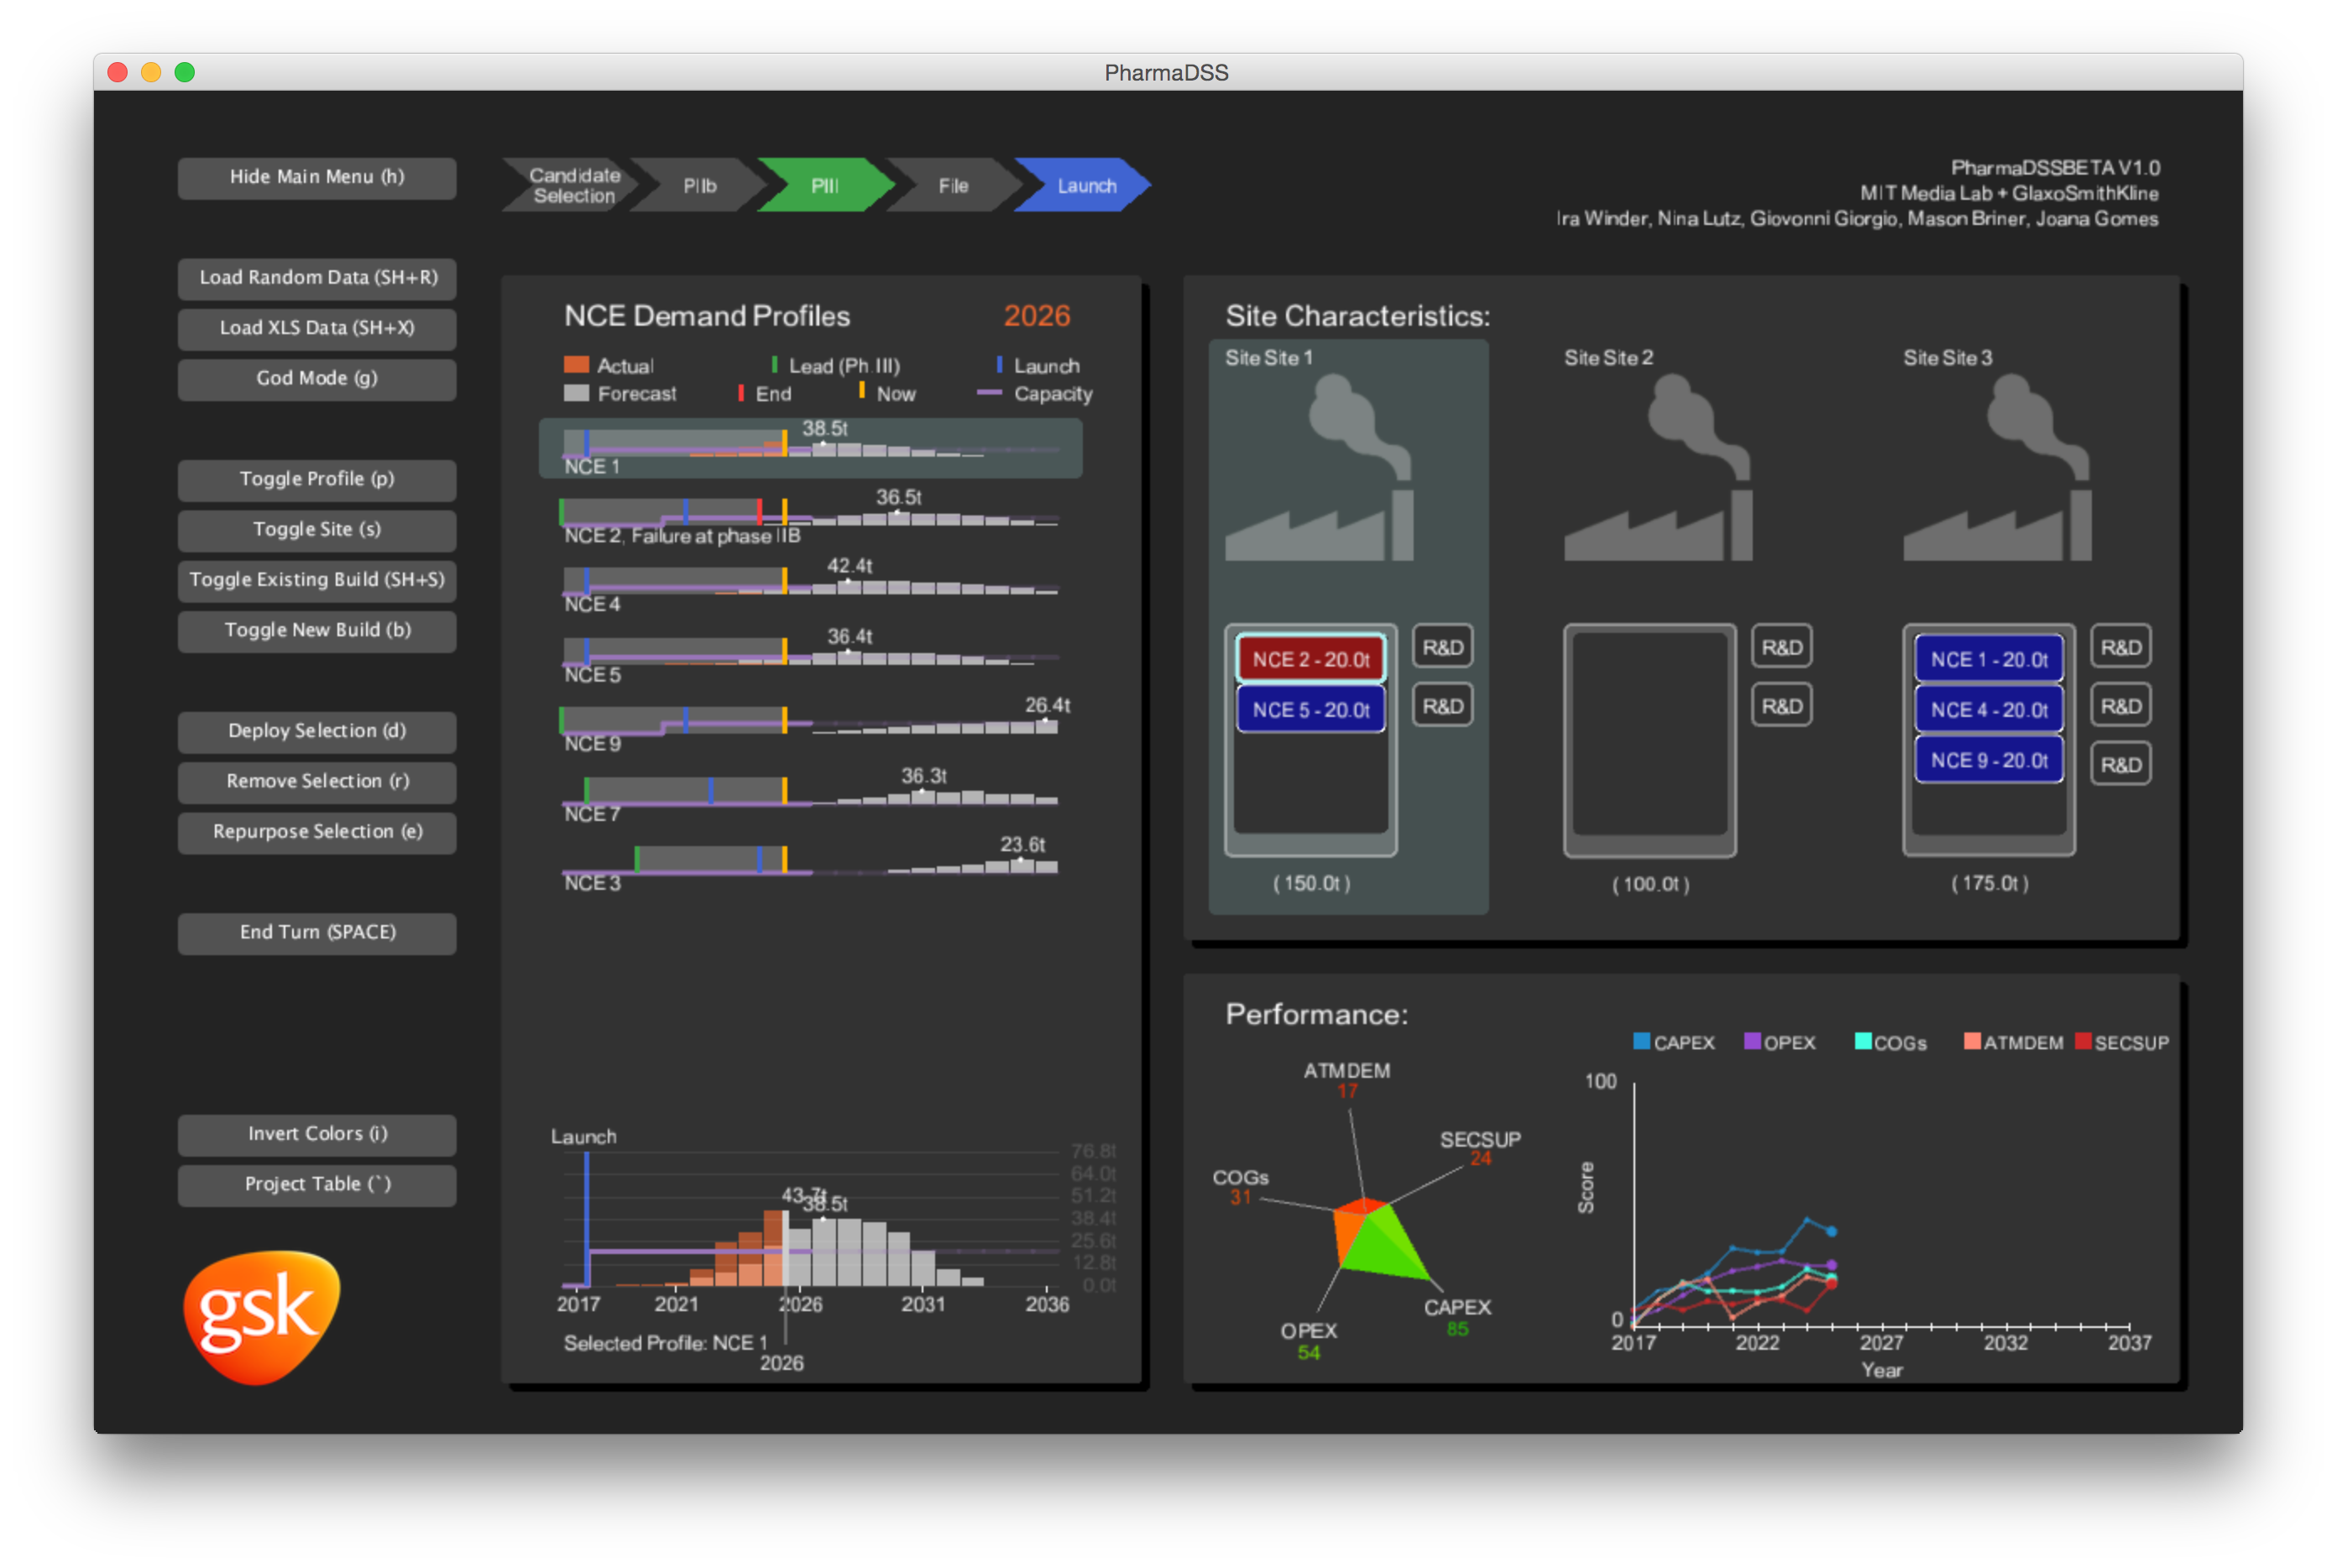 PharmaDSS
Hide Main Menu (h)
Load Random Data (SH+R)
Load XLS Data (SH+X)
God Mode (g)
Toggle Profile (p)
Toggle Site (s)
Toggle Existing Build (SH+S)
Toggle New Build (b)
Deploy Selection (d)
Remove Selection (r)
Repurpose Selection (e)
End Turn (SPACE)
Invert Colors (i)
Project Table (`)
gsk
Candidate
Selection
PIIb
PIII
File
Launch
PharmaDSSBETA V1.0
MIT Media Lab + GlaxoSmithKline
Ira Winder, Nina Lutz, Giovonni Giorgio, Mason Briner, Joana Gomes
NCE Demand Profiles 2026
Actual Lead (Ph.III) Launch
Forecast End Now Capacity
38.5t
NCE 1
36.5t
NCE 2, Failure at phase IIB
42.4t
NCE 4
36.4t
NCE 5
26.4t
NCE 9
36.3t
NCE 7
23.6t
NCE 3
Launch
76.8t
64.0t
51.2t
38.4t
25.6t
12.8t
0.0t
43.7t
38.5t
2017 2021 2026 2031 2036
Selected Profile: NCE 1
2026
Site Characteristics:
Site Site 1 Site Site 2 Site Site 3
NCE 2 - 20.0t R&D R&D NCE 1 - 20.0t R&D
NCE 5 - 20.0t R&D R&D NCE 4 - 20.0t R&D
NCE 9 - 20.0t R&D
( 150.0t ) ( 100.0t ) ( 175.0t )
Performance:
ATMDEM
17
SECSUP
24
COGs
31
CAPEX
85
OPEX
54
CAPEX OPEX COGs ATMDEM SECSUP
100
Score
0
2017 2022 2027 2032 2037
Year